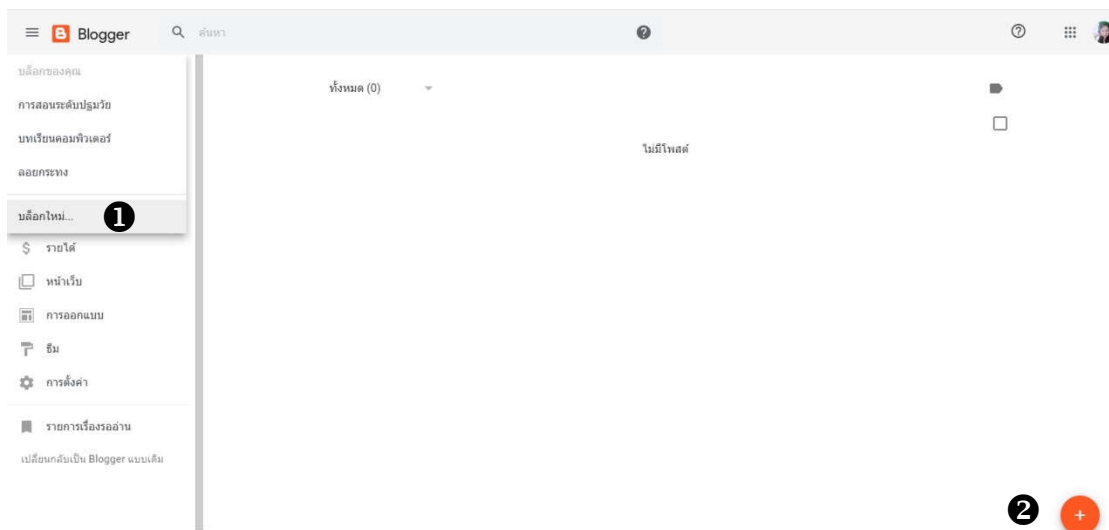 Blogger
ค้นหา
บล็อกของคุณ
การสอนระดับปฐมวัย
บทเรียนคอมพิวเตอร์
ลอยกระทง
บล็อกใหม่...
❶
$ รายได้
หน้าเว็บ
การออกแบบ
ธีม
การตั้งค่า
รายการเรื่องรออ่าน
เปลี่ยนกลับเป็น Blogger แบบเดิม
ทั้งหมด (0)
ไม่มีโพสต์
❷
+